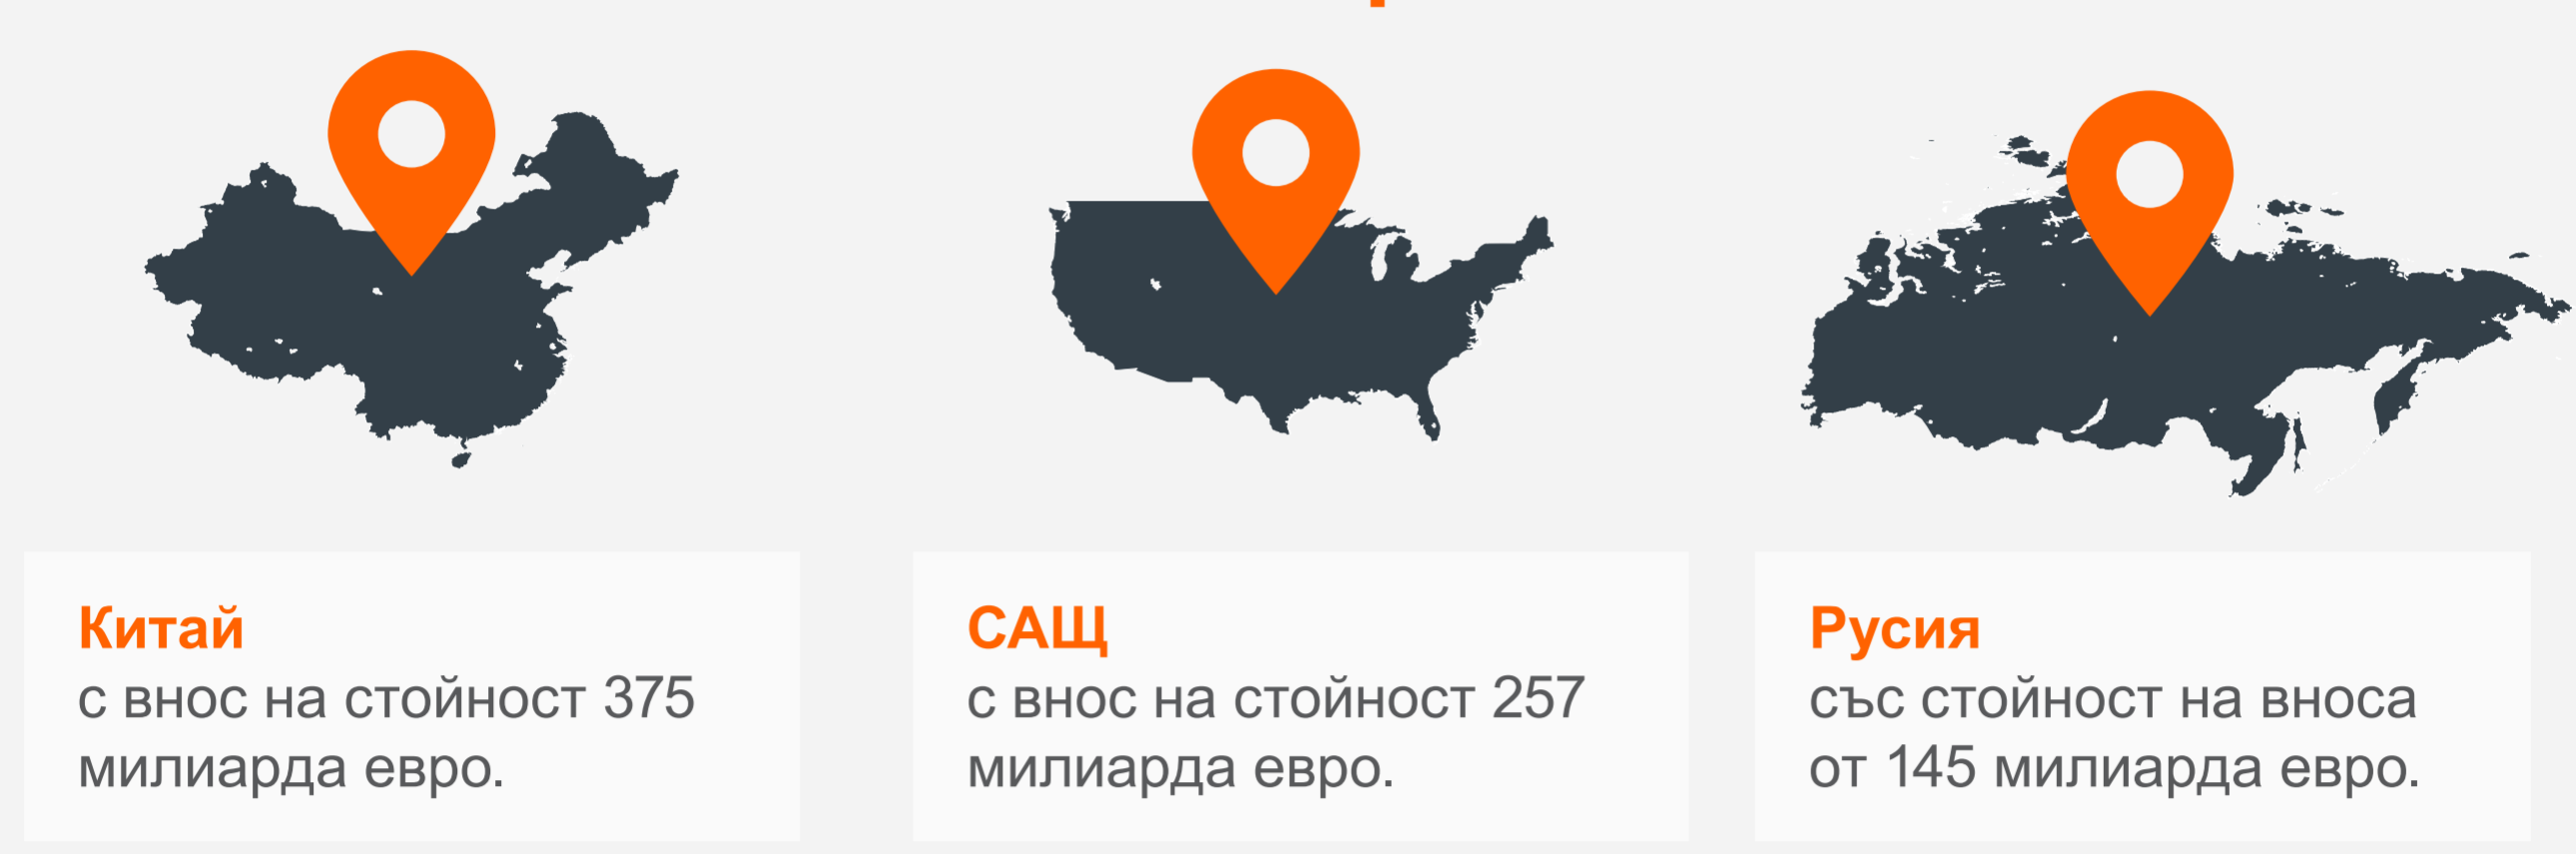 Китай
с внос на стойност 375
милиарда евро.
САЩ
с внос на стойност 257
милиарда евро.
Русия
със стойност на вноса
от 145 милиарда евро.